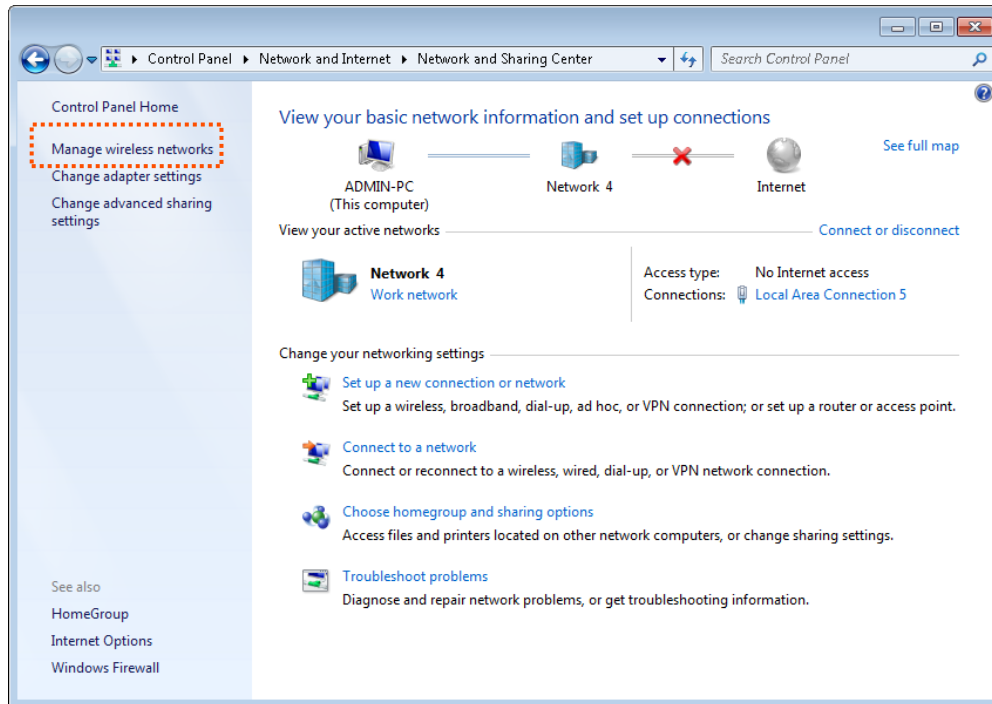 Control Panel Network and Internet Network and Sharing Center
Search Control Panel
Control Panel Home
Manage wireless networks
Change adapter settings
Change advanced sharing
settings
See also
HomeGroup
Internet Options
Windows Firewall
View your basic network information and set up connections
See full map
ADMIN-PC
(This computer)
Network 4
Internet
View your active networks
Connect or disconnect
Network 4
Work network
Access type: No Internet access
Connections: Local Area Connection 5
Change your networking settings
Set up a new connection or network
Set up a wireless, broadband, dial-up, ad hoc, or VPN connection; or set up a router or access point.
Connect to a network
Connect or reconnect to a wireless, wired, dial-up, or VPN network connection.
Choose homegroup and sharing options
Access files and printers located on other network computers, or change sharing settings.
Troubleshoot problems
Diagnose and repair network problems, or get troubleshooting information.